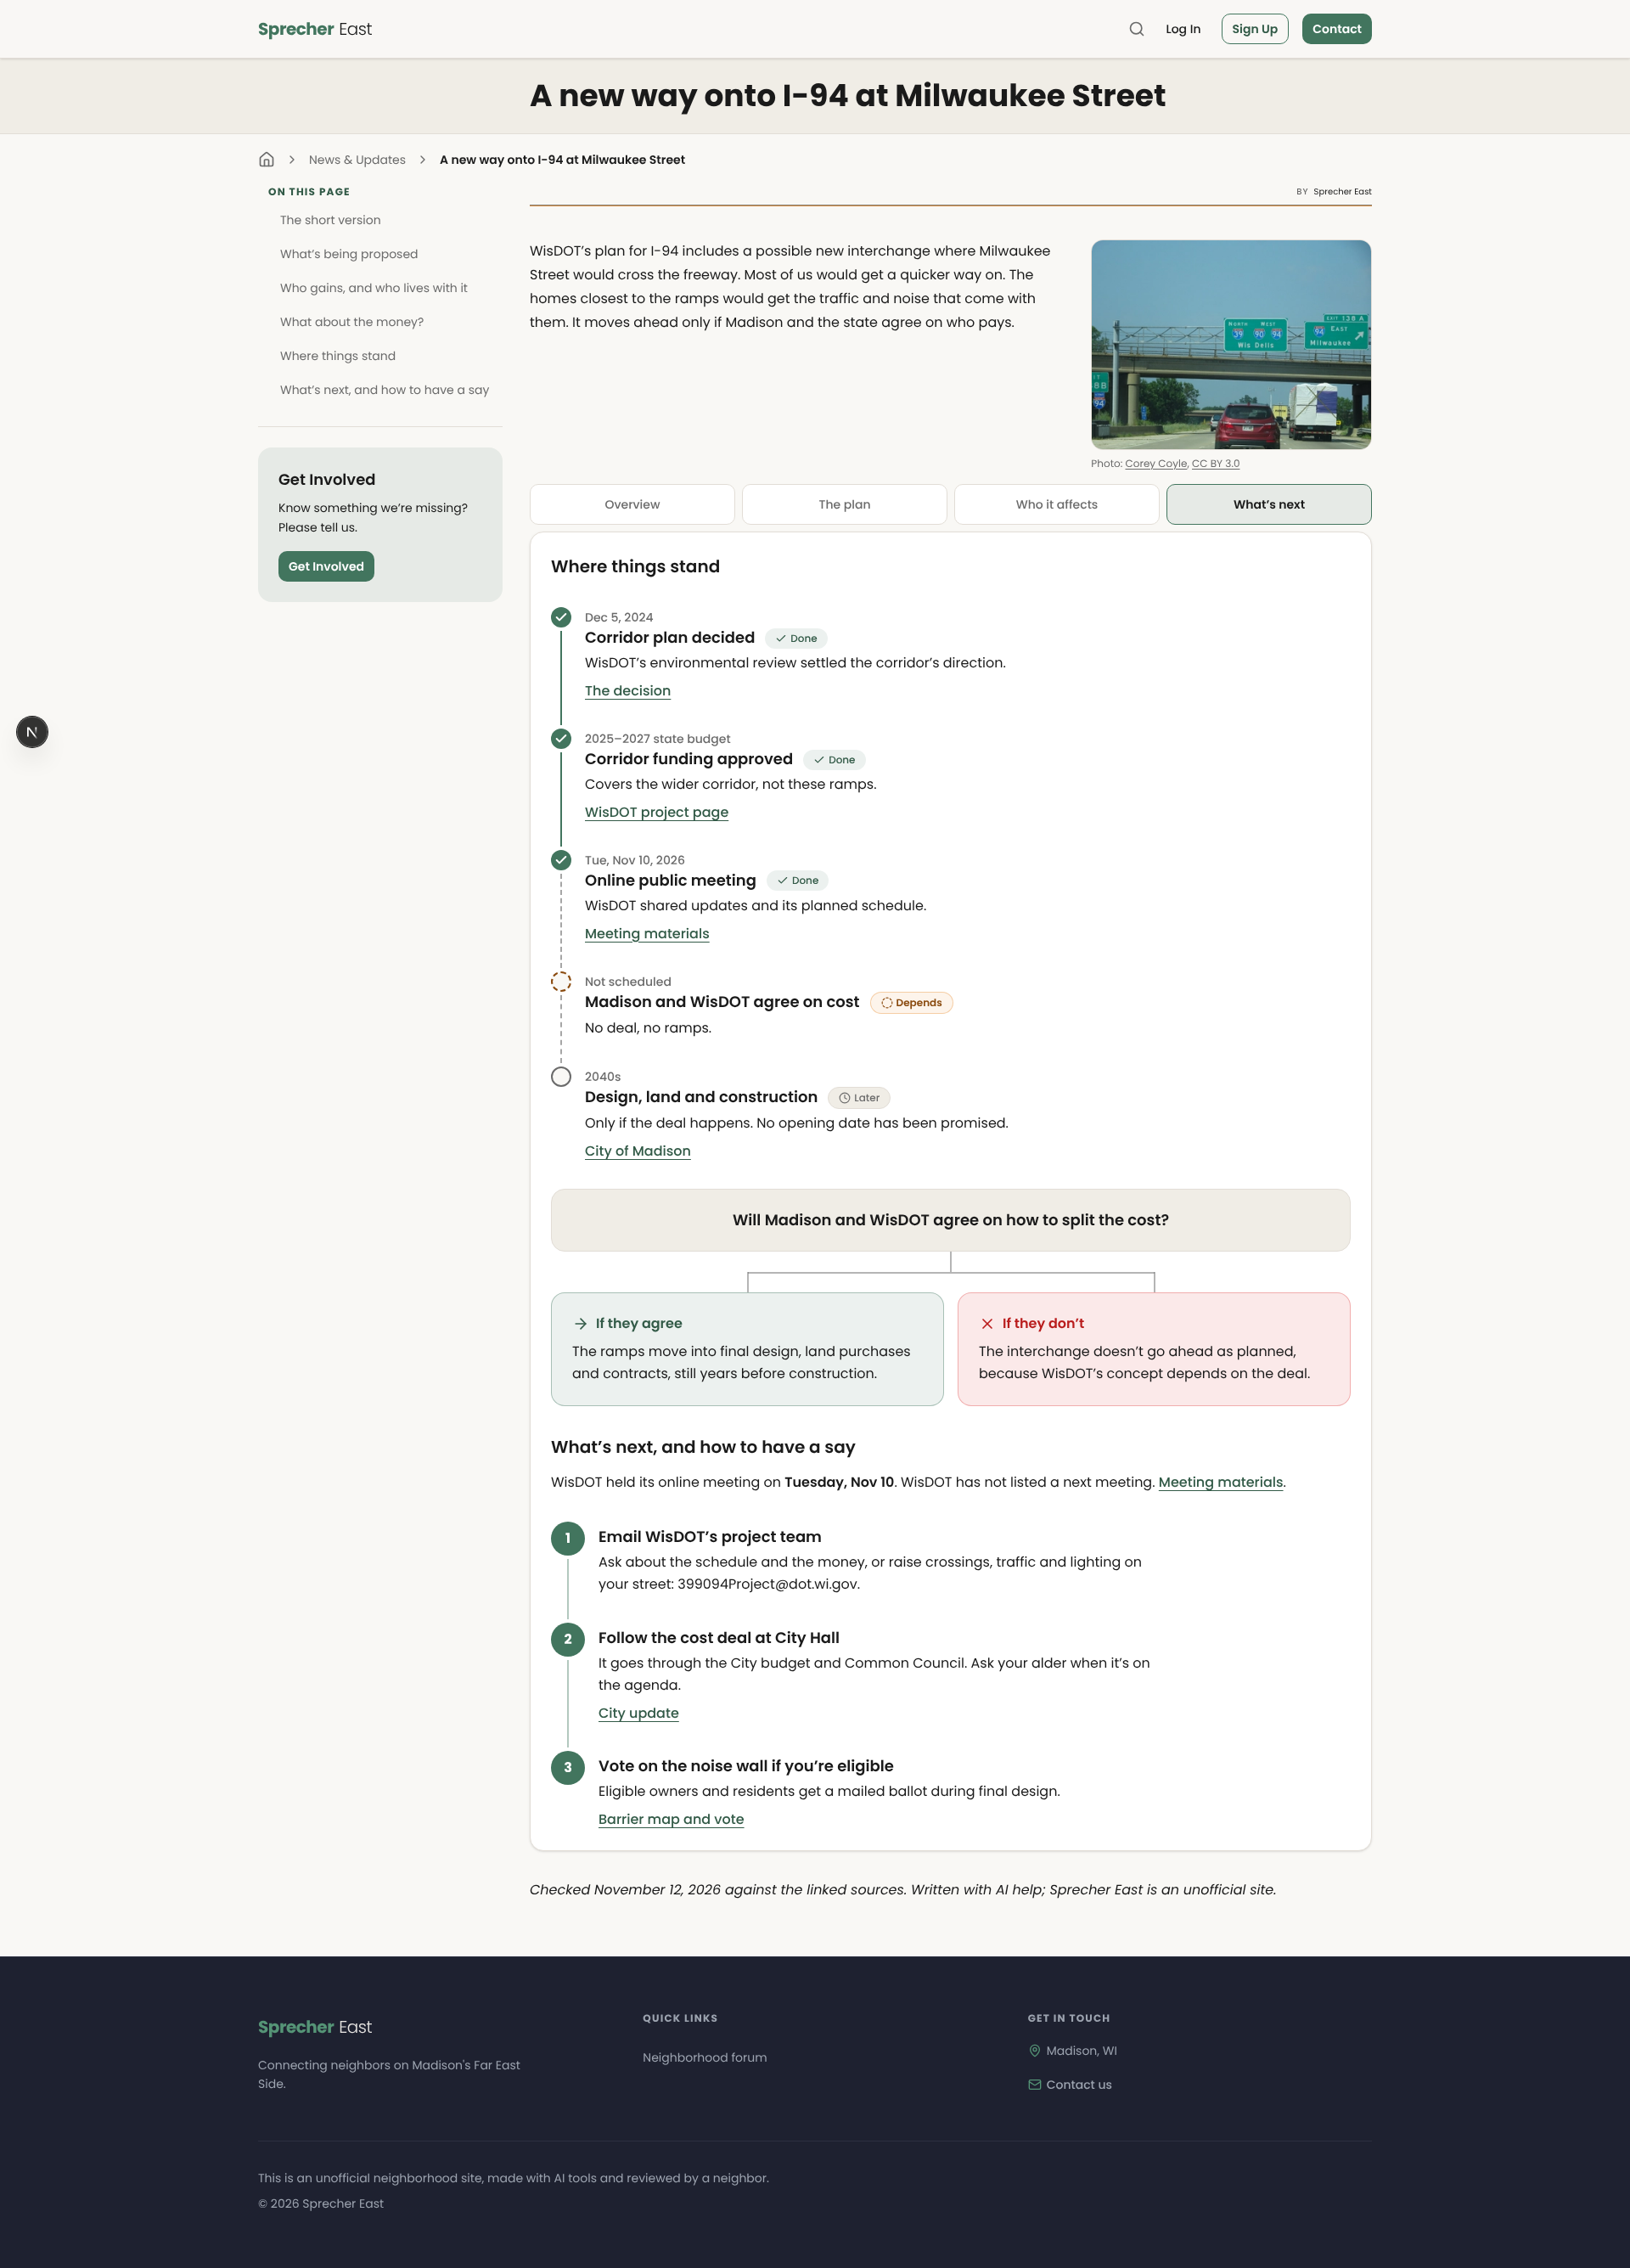 Sprecher East
Log In
Sign Up
Contact
A new way onto I-94 at Milwaukee Street
News & Updates
A new way onto I-94 at Milwaukee Street
ON THIS PAGE
The short version
What's being proposed
Who gains, and who lives with it
What about the money?
Where things stand
What's next, and how to have a say
Get Involved
Know something we're missing?
Please tell us.
Get Involved
BY Sprecher East
WisDOT's plan for I-94 includes a possible new interchange where Milwaukee
Street would cross the freeway. Most of us would get a quicker way on. The
homes closest to the ramps would get the traffic and noise that come with
them. It moves ahead only if Madison and the state agree on who pays.
North West
39 90 94
Wis Dells
EXIT 138 A
94 EAST
Milwaukee
8B
94
Photo: Corey Coyle, CC BY 3.0
Overview
The plan
Who it affects
What's next
Where things stand
Dec 5, 2024
Corridor plan decided Done
WisDOT's environmental review settled the corridor's direction.
The decision
2025–2027 state budget
Corridor funding approved Done
Covers the wider corridor, not these ramps.
WisDOT project page
Tue, Nov 10, 2026
Online public meeting Done
WisDOT shared updates and its planned schedule.
Meeting materials
Not scheduled
Madison and WisDOT agree on cost Depends
No deal, no ramps.
2040s
Design, land and construction Later
Only if the deal happens. No opening date has been promised.
City of Madison
Will Madison and WisDOT agree on how to split the cost?
If they agree
The ramps move into final design, land purchases
and contracts, still years before construction.
If they don't
The interchange doesn't go ahead as planned,
because WisDOT's concept depends on the deal.
What's next, and how to have a say
WisDOT held its online meeting on Tuesday, Nov 10. WisDOT has not listed a next meeting. Meeting materials.
1
Email WisDOT's project team
Ask about the schedule and the money, or raise crossings, traffic and lighting on
your street: 399094Project@dot.wi.gov.
2
Follow the cost deal at City Hall
It goes through the City budget and Common Council. Ask your alder when it's on
the agenda.
City update
3
Vote on the noise wall if you're eligible
Eligible owners and residents get a mailed ballot during final design.
Barrier map and vote
Checked November 12, 2026 against the linked sources. Written with AI help; Sprecher East is an unofficial site.
N
Sprecher East
Connecting neighbors on Madison's Far East
Side.
QUICK LINKS
Neighborhood forum
GET IN TOUCH
Madison, WI
Contact us
This is an unofficial neighborhood site, made with AI tools and reviewed by a neighbor.
© 2026 Sprecher East